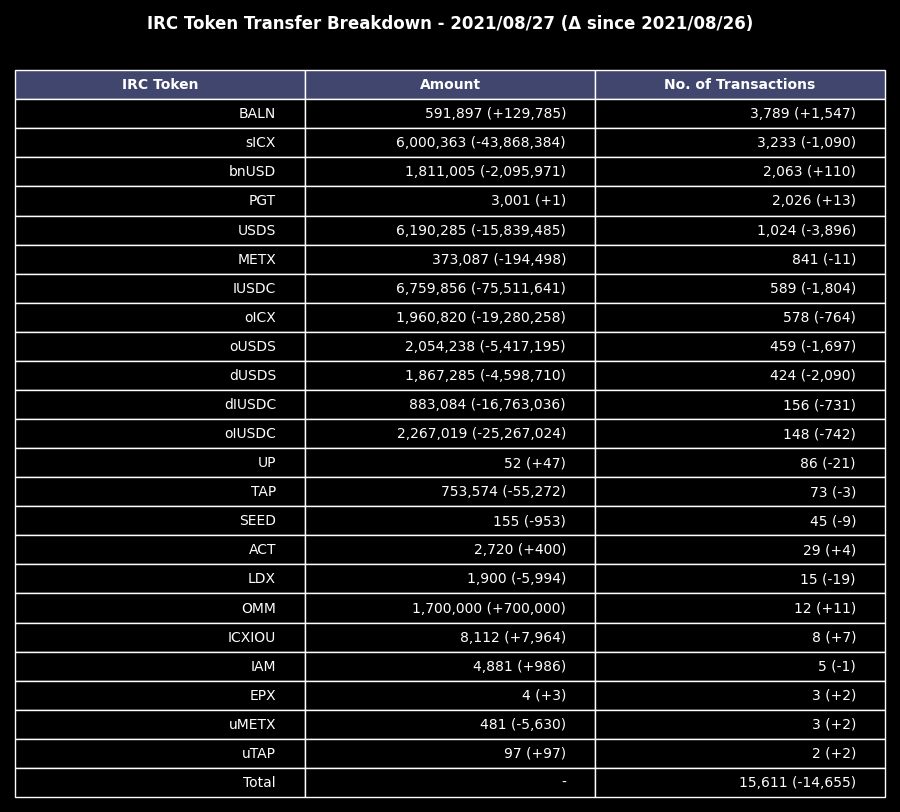 IRC Token Transfer Breakdown - 2021/08/27 (Δ since 2021/08/26)
IRC Token Amount No. of Transactions
BALN 591,897 (+129,785) 3,789 (+1,547)
sICX 6,000,363 (-43,868,384) 3,233 (-1,090)
bnUSD 1,811,005 (-2,095,971) 2,063 (+110)
PGT 3,001 (+1) 2,026 (+13)
USDS 6,190,285 (-15,839,485) 1,024 (-3,896)
METX 373,087 (-194,498) 841 (-11)
IUSDC 6,759,856 (-75,511,641) 589 (-1,804)
oICX 1,960,820 (-19,280,258) 578 (-764)
oUSDS 2,054,238 (-5,417,195) 459 (-1,697)
dUSDS 1,867,285 (-4,598,710) 424 (-2,090)
dIUSDC 883,084 (-16,763,036) 156 (-731)
oIUSDC 2,267,019 (-25,267,024) 148 (-742)
UP 52 (+47) 86 (-21)
TAP 753,574 (-55,272) 73 (-3)
SEED 155 (-953) 45 (-9)
ACT 2,720 (+400) 29 (+4)
LDX 1,900 (-5,994) 15 (-19)
OMM 1,700,000 (+700,000) 12 (+11)
ICXIOU 8,112 (+7,964) 8 (+7)
IAM 4,881 (+986) 5 (-1)
EPX 4 (+3) 3 (+2)
uMETX 481 (-5,630) 3 (+2)
uTAP 97 (+97) 2 (+2)
Total - 15,611 (-14,655)